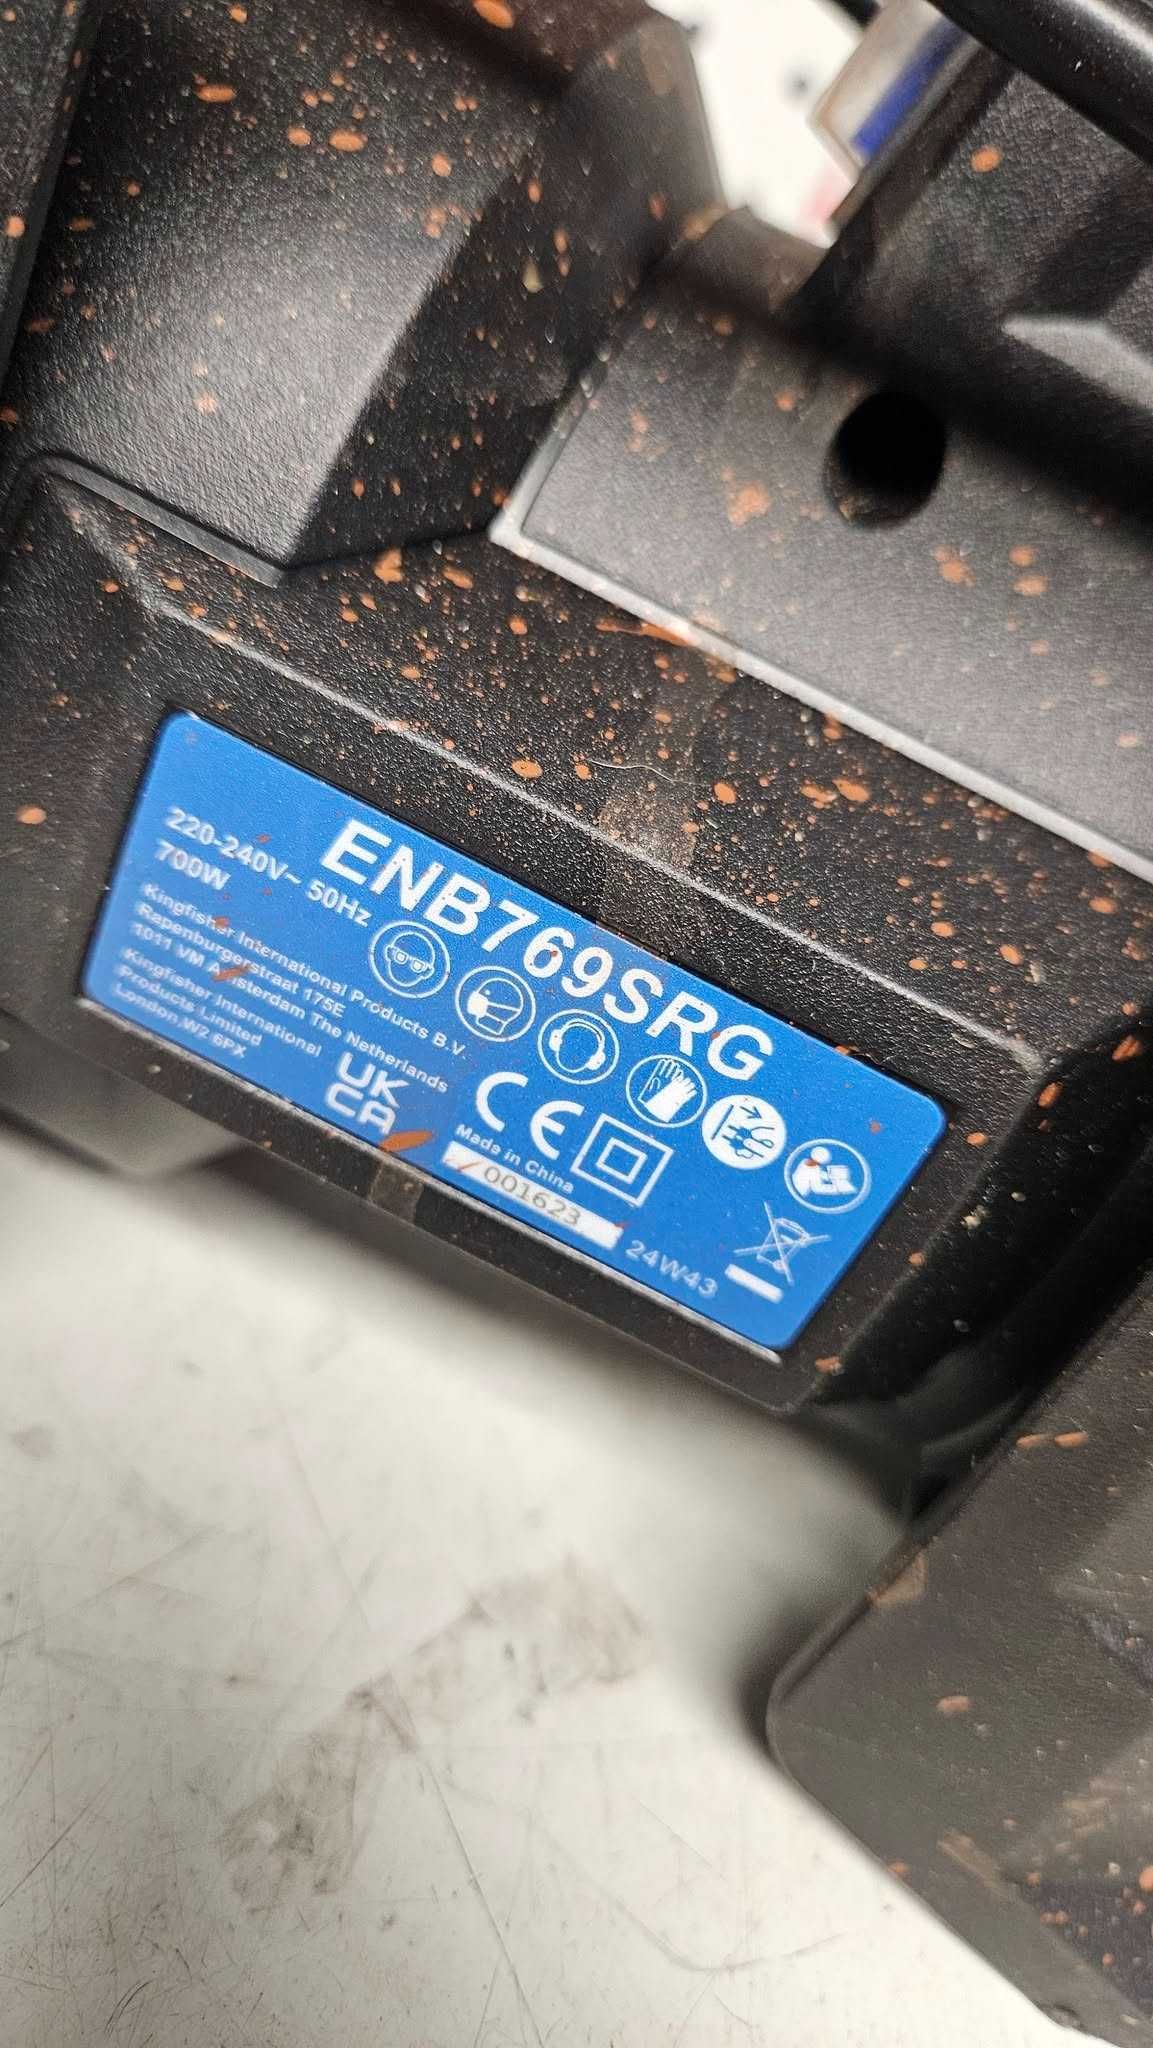 ENB769SRG
220-240V~ 50Hz
700W
Kingfisher International Products B.V.
Rapenburgerstraat 175E
1011 VM Amsterdam The Netherlands
Kingfisher International
Products Limited
London,W2 6PX
UK
CA
CE
Made in China
001623
24W43